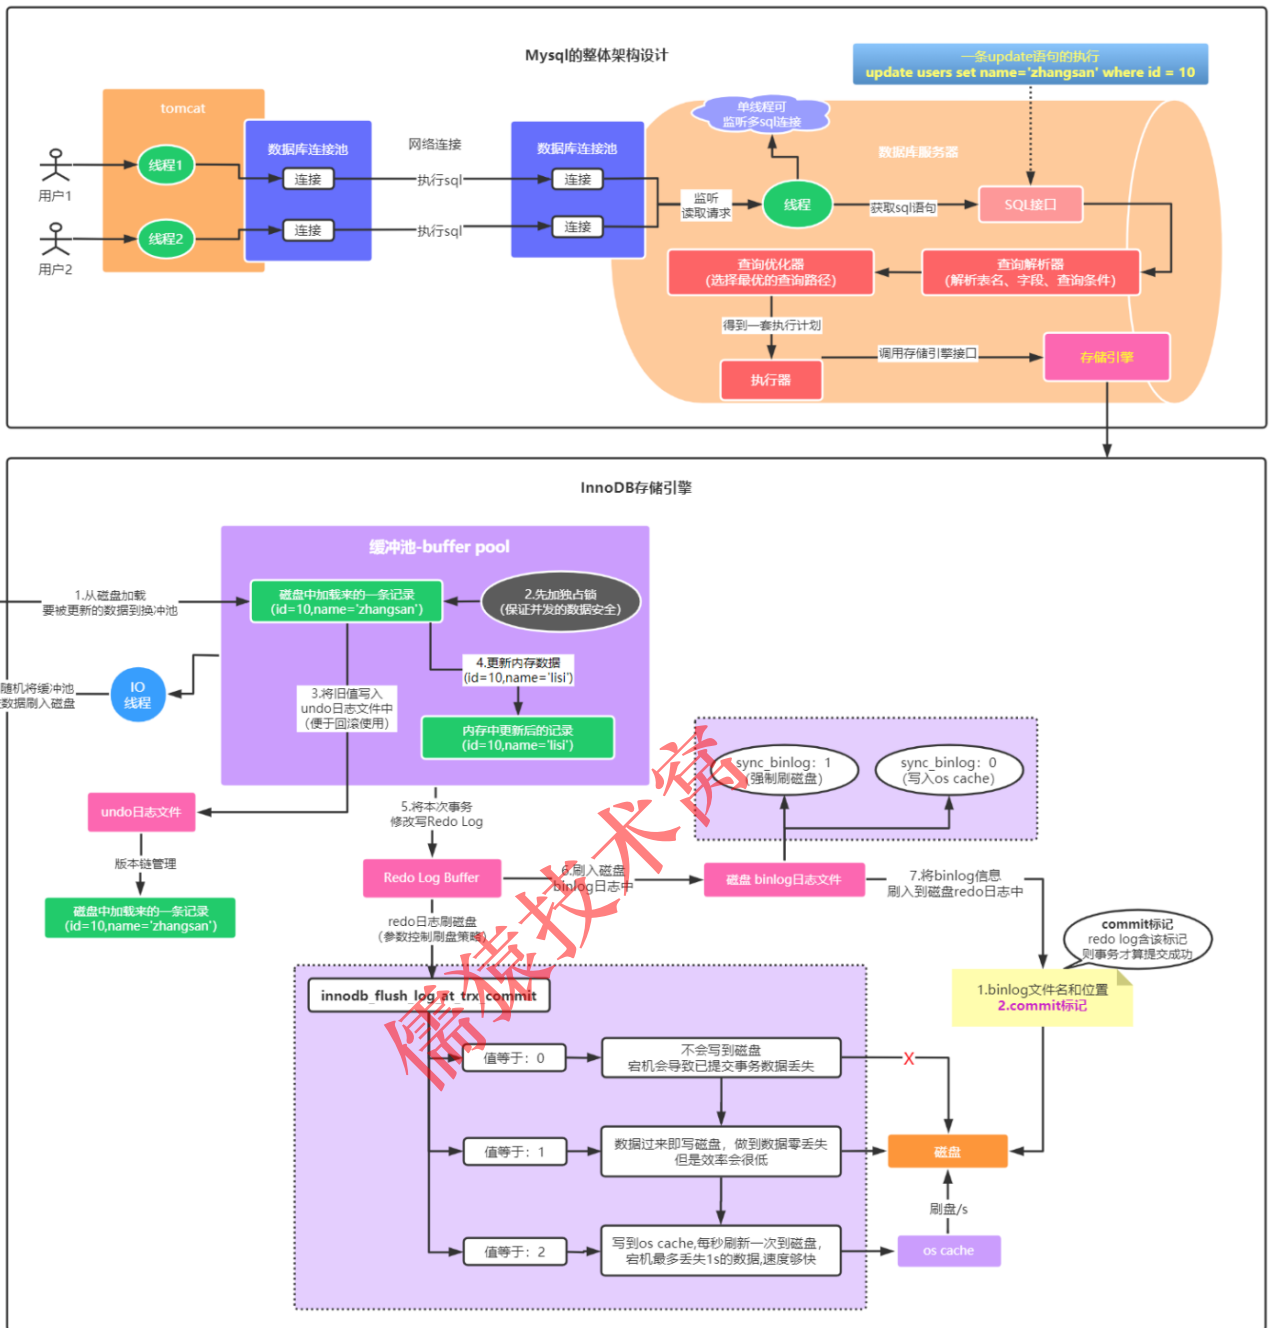 Mysql的整体架构设计
一条update语句的执行
update users set name='zhangsan' where id = 10
tomcat
单线程可
监听多sql连接
数据库连接池
网络连接
数据库连接池
数据库服务器
用户1
线程1
连接
执行sql
连接
监听
读取请求
线程
获取sql语句
SQL接口
用户2
线程2
连接
执行sql
连接
查询优化器
(选择最优的查询路径)
查询解析器
(解析表名、字段、查询条件)
得到一套执行计划
执行器
调用存储引擎接口
存储引擎
InnoDB存储引擎
缓冲池-buffer pool
1.从磁盘加载
要被更新的数据到换冲池
磁盘中加载来的一条记录
(id=10,name='zhangsan')
2.先加独占锁
(保证并发的数据安全)
4.更新内存数据
(id=10,name='lisi')
随机将缓冲池
数据刷入磁盘
IO
线程
3.将旧值写入
undo日志文件中
(便于回滚使用)
内存中更新后的记录
(id=10,name='lisi')
sync_binlog：1
(强制刷磁盘)
sync_binlog：0
(写入os cache)
undo日志文件
5.将本次事务
修改写Redo Log
版本链管理
Redo Log Buffer
6.刷入磁盘
binlog日志中
磁盘 binlog日志文件
7.将binlog信息
刷入到磁盘redo日志中
磁盘中加载来的一条记录
(id=10,name='zhangsan')
redo日志刷磁盘
(参数控制刷盘策略)
commit标记
redo log含该标记
则事务才算提交成功
innodb_flush_log_at_trx_commit
1.binlog文件名和位置
2.commit标记
值等于：0
不会写到磁盘
宕机会导致已提交事务数据丢失
X
值等于：1
数据过来即写磁盘，做到数据零丢失
但是效率会很低
磁盘
刷盘/s
值等于：2
写到os cache,每秒刷新一次到磁盘，
宕机最多丢失1s的数据,速度够快
os cache
儒猿技术窝